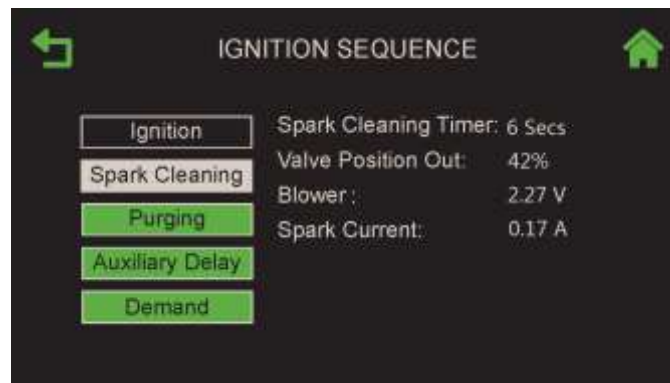 IGNITION SEQUENCE
Ignition
Spark Cleaning
Purging
Auxiliary Delay
Demand
Spark Cleaning Timer: 6 Secs
Valve Position Out: 42%
Blower : 2.27 V
Spark Current: 0.17 A